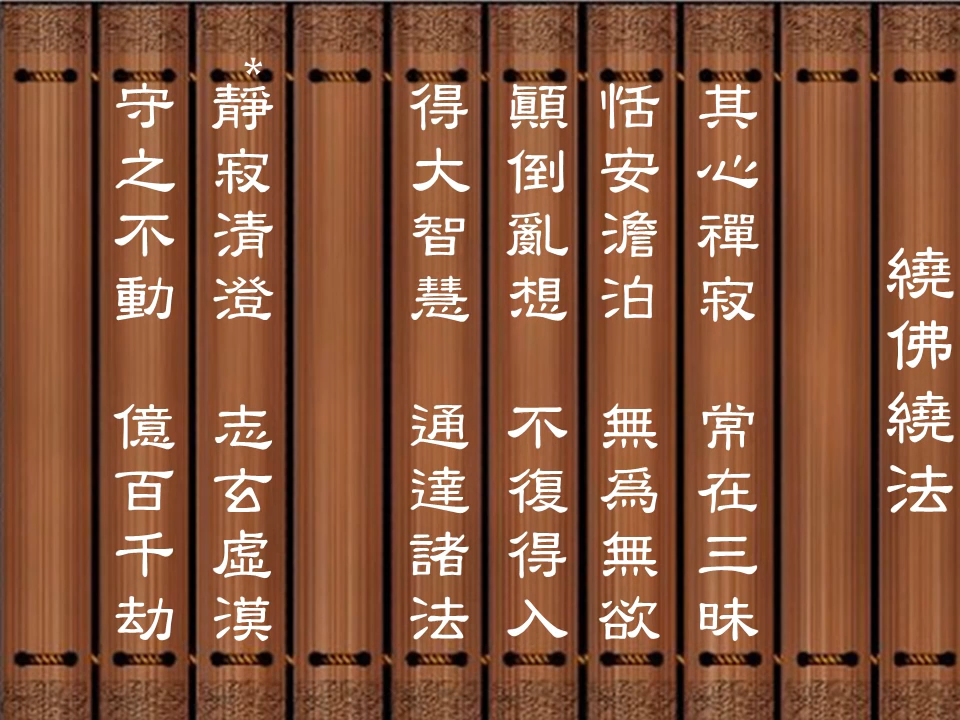 繞佛繞法
其心禪寂 常在三昧
恬安澹泊 無為無欲
顚倒亂想 不復得入
得大智慧 通達諸法
*靜寂清澄 志玄虛漠
守之不動 億百千劫